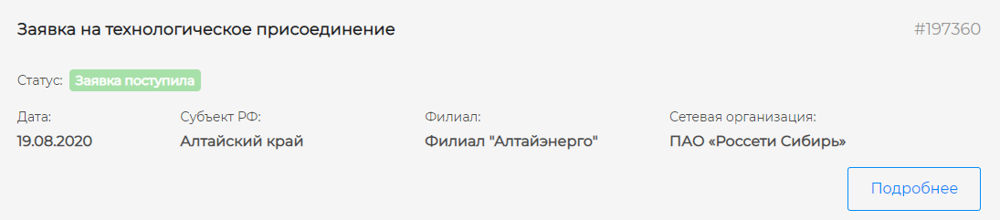 Заявка на технологическое присоединение #197360
Статус: Заявка поступила
Дата: Субъект РФ: Филиал: Сетевая организация:
19.08.2020 Алтайский край Филиал "Алтайэнерго" ПАО «Россети Сибирь»
Подробнее